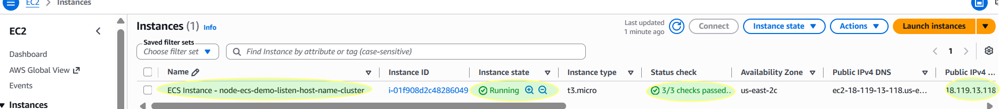 EC2 > Instances
EC2
Dashboard
AWS Global View
Events
Instances
Instances (1) Info
Last updated
1 minute ago
Connect
Instance state
Actions
Launch instances
Saved filter sets
Choose filter set
Find Instance by attribute or tag (case-sensitive)
1
Name Instance ID Instance state Instance type Status check Availability Zone Public IPv4 DNS Public IPv4 ...
ECS Instance - node-ecs-demo-listen-host-name-cluster i-01f908d2c48286049 Running t3.micro 3/3 checks passed.. us-east-2c ec2-18-119-13-118.us-e... 18.119.13.118